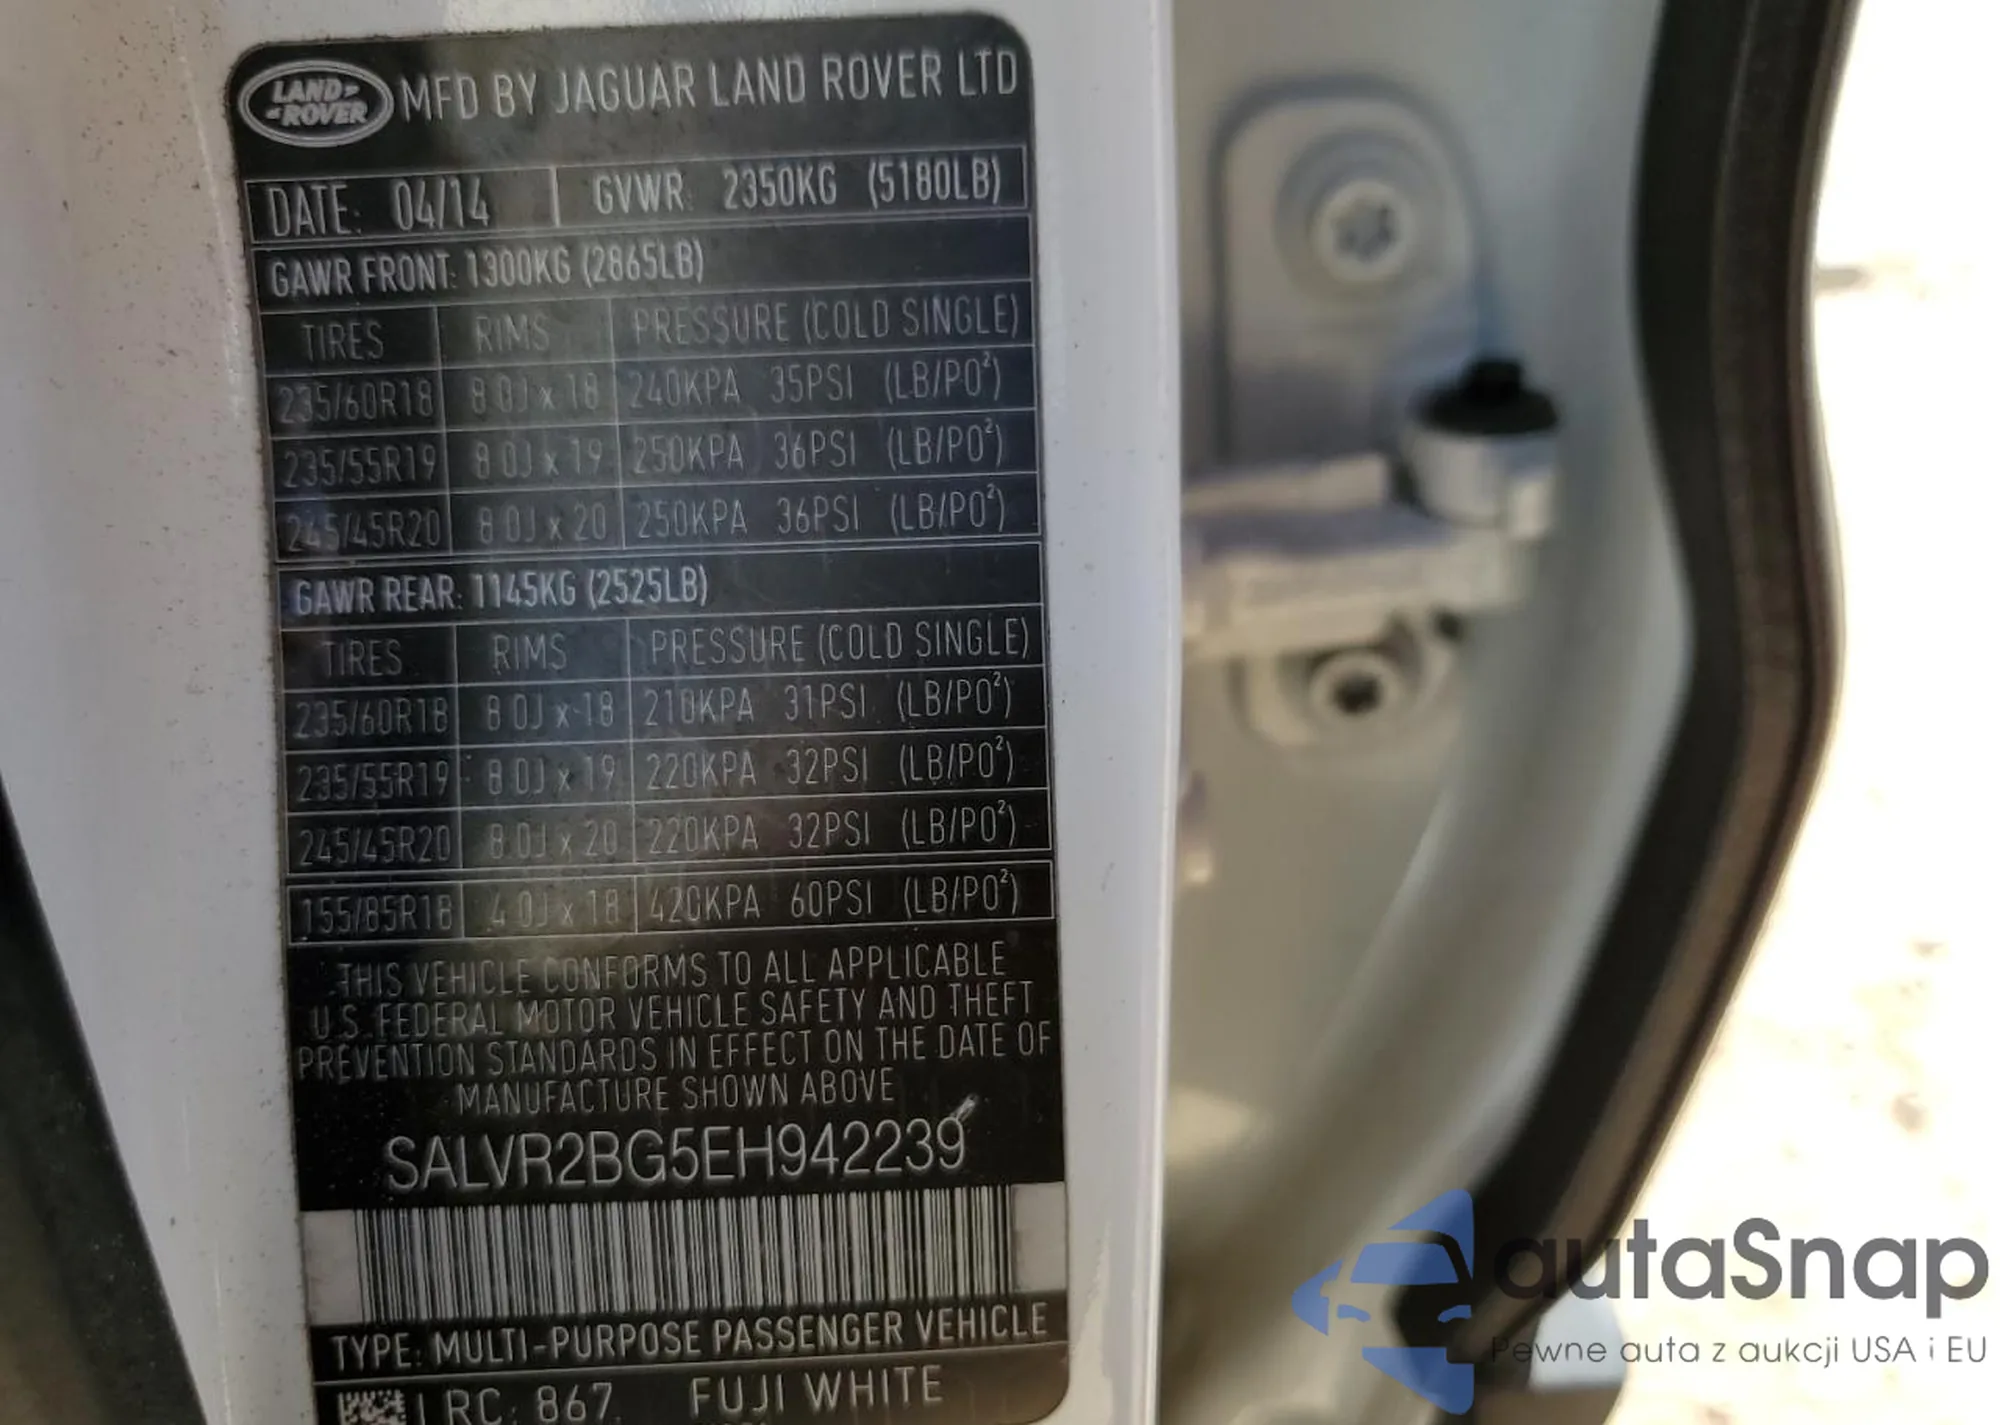 LAND ROVER MFD BY JAGUAR LAND ROVER LTD
DATE: 04/14 GVWR: 2350KG (5180LB)
GAWR FRONT: 1300KG (2865LB)
TIRES RIMS PRESSURE (COLD SINGLE)
235/60R18 8.0J x 18 240KPA 35PSI (LB/PO²)
235/55R19 8.0J x 19 250KPA 36PSI (LB/PO²)
245/45R20 8.0J x 20 250KPA 36PSI (LB/PO²)
GAWR REAR: 1145KG (2525LB)
TIRES RIMS PRESSURE (COLD SINGLE)
235/60R18 8.0J x 18 210KPA 31PSI (LB/PO²)
235/55R19 8.0J x 19 220KPA 32PSI (LB/PO²)
245/45R20 8.0J x 20 220KPA 32PSI (LB/PO²)
155/85R18 4.0J x 18 420KPA 60PSI (LB/PO²)
THIS VEHICLE CONFORMS TO ALL APPLICABLE
U.S. FEDERAL MOTOR VEHICLE SAFETY AND THEFT
PREVENTION STANDARDS IN EFFECT ON THE DATE OF
MANUFACTURE SHOWN ABOVE
SALVR2BG5EH942239
TYPE: MULTI-PURPOSE PASSENGER VEHICLE
LRC: 867 FUJI WHITE
autaSnap
Pewne auta z aukcji USA i EU